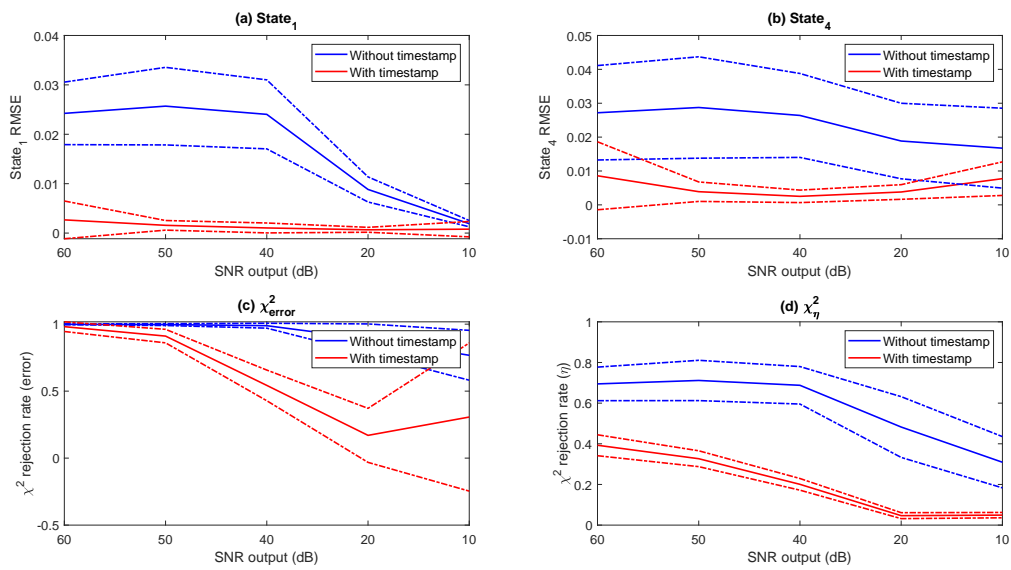 (a) State₁
State₁ RMSE
0.04
0.03
0.02
0.01
0
60
50
40
20
10
SNR output (dB)
Without timestamp
With timestamp
(b) State₄
State₄ RMSE
0.05
0.04
0.03
0.02
0.01
0
-0.01
60
50
40
20
10
SNR output (dB)
Without timestamp
With timestamp
(c) χ²error
χ² rejection rate (error)
1
0.5
0
-0.5
60
50
40
20
10
SNR output (dB)
Without timestamp
With timestamp
(d) χ²η
χ² rejection rate (η)
1
0.8
0.6
0.4
0.2
0
60
50
40
20
10
SNR output (dB)
Without timestamp
With timestamp